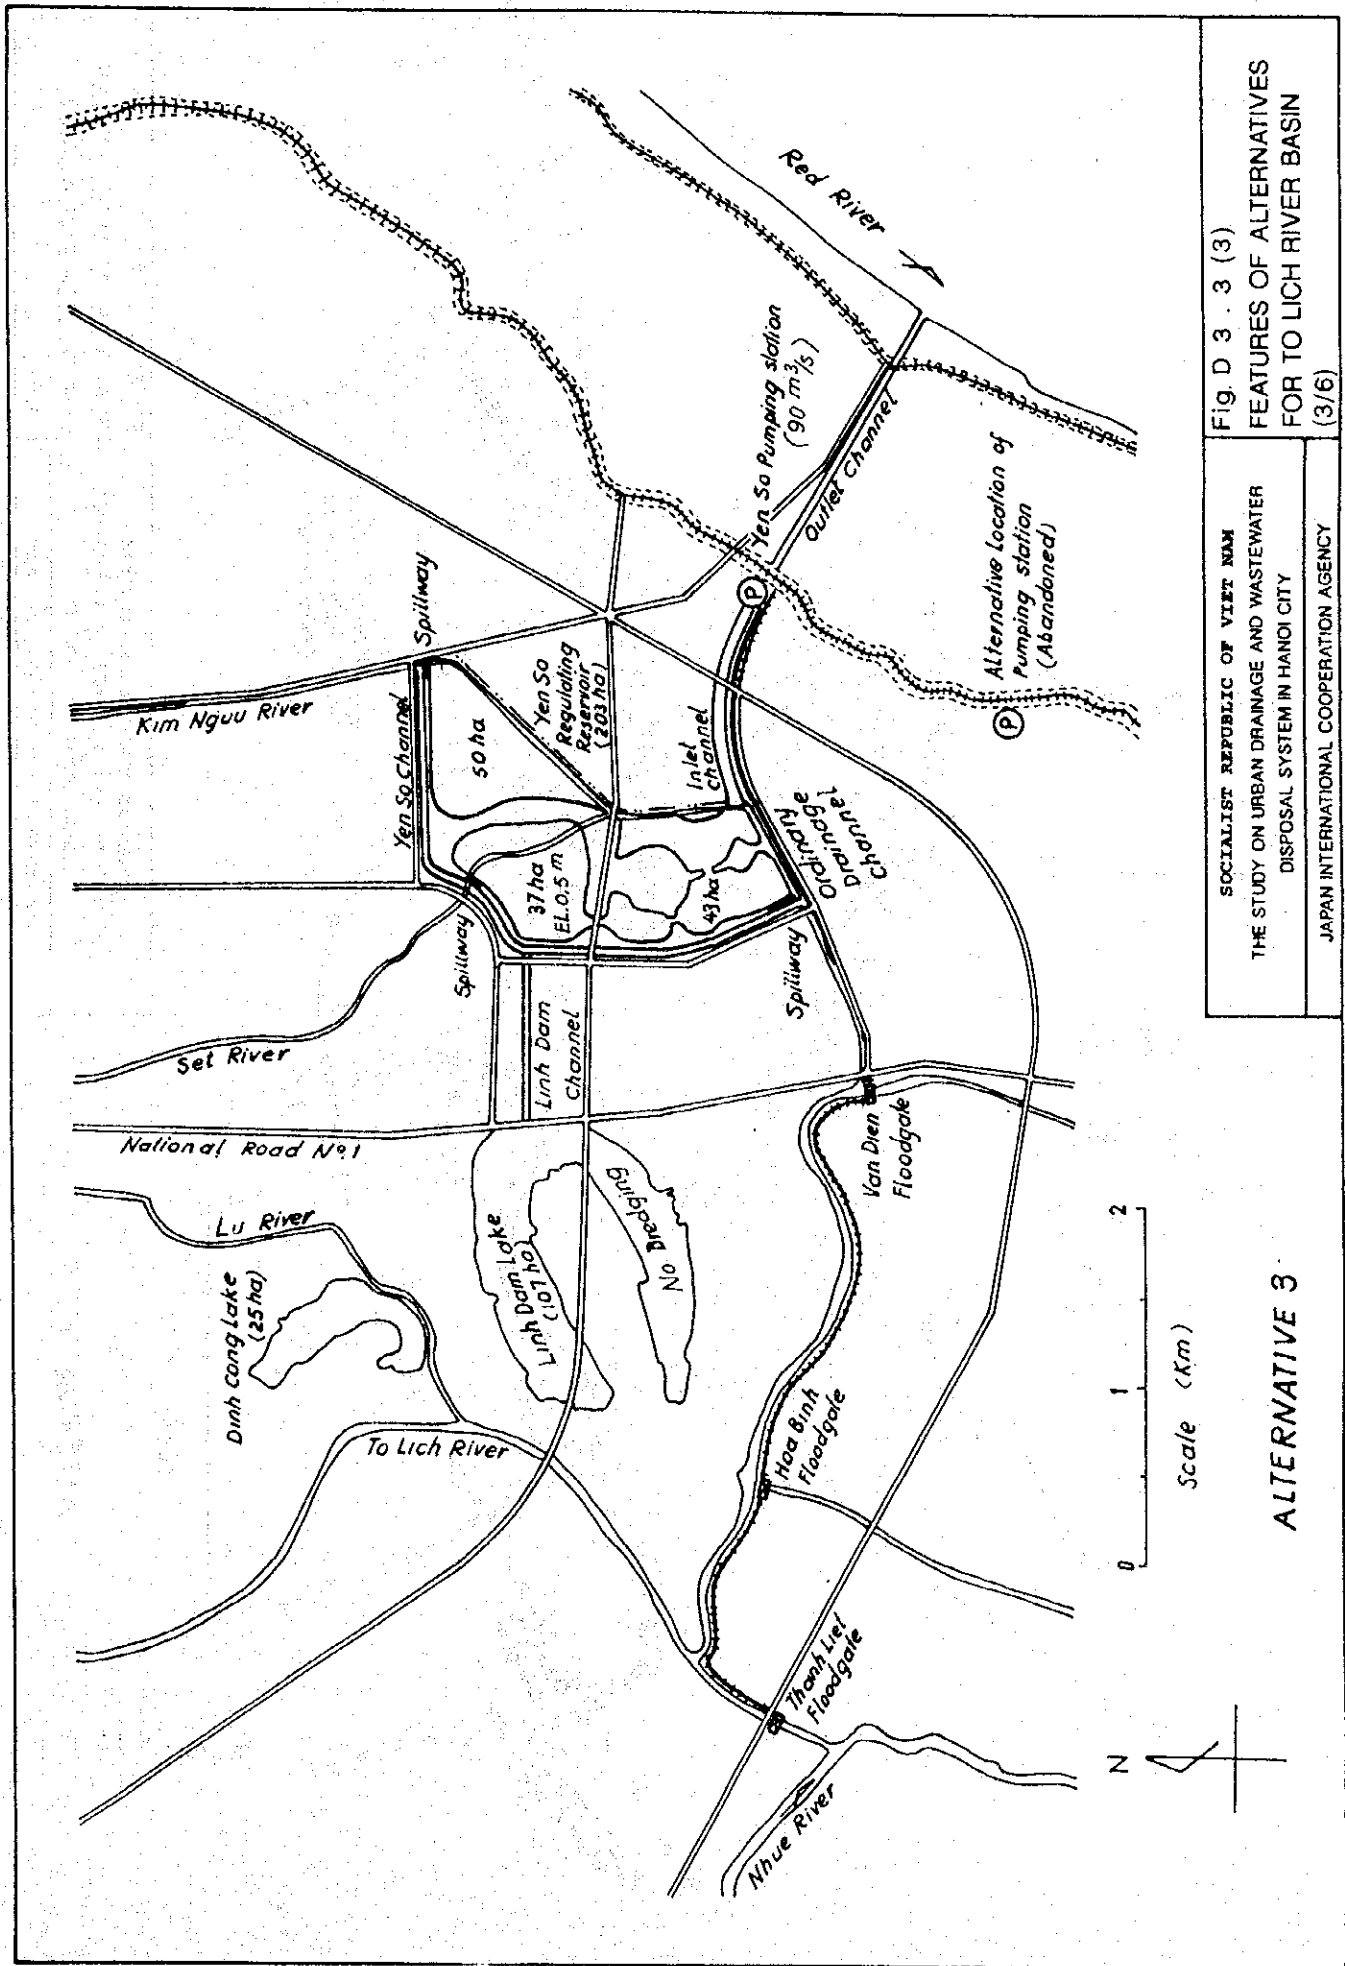 Red River
Yen So Pumping station
(90 m³/s)
Outlet Channel
Alternative Location of
Pumping station
(Abandoned)
P
P
Spillway
Kim Nguu River
Yen So Channel
50 ha
Yen So
Regulating
Reservoir
(203 ha)
Inlet
channel
Ordinary
Drainage
Channel
37 ha
EL.0.5 m
43 ha
Spillway
Spillway
Set River
Linh Dam
Channel
National Road Nº1
Lu River
Dinh Cong Lake
(25 ha)
Linh Dam Lake
(107 ha)
No Dredging
Van Dien
Floodgate
To Lich River
Hoa Binh
Floodgate
Thanh Liet
Floodgate
Nhue River
N
0 1 2
Scale (Km)
ALTERNATIVE 3
SOCIALIST REPUBLIC OF VIET NAM
THE STUDY ON URBAN DRAINAGE AND WASTEWATER
DISPOSAL SYSTEM IN HANOI CITY
JAPAN INTERNATIONAL COOPERATION AGENCY
Fig. D 3 . 3 (3)
FEATURES OF ALTERNATIVES
FOR TO LICH RIVER BASIN
(3/6)